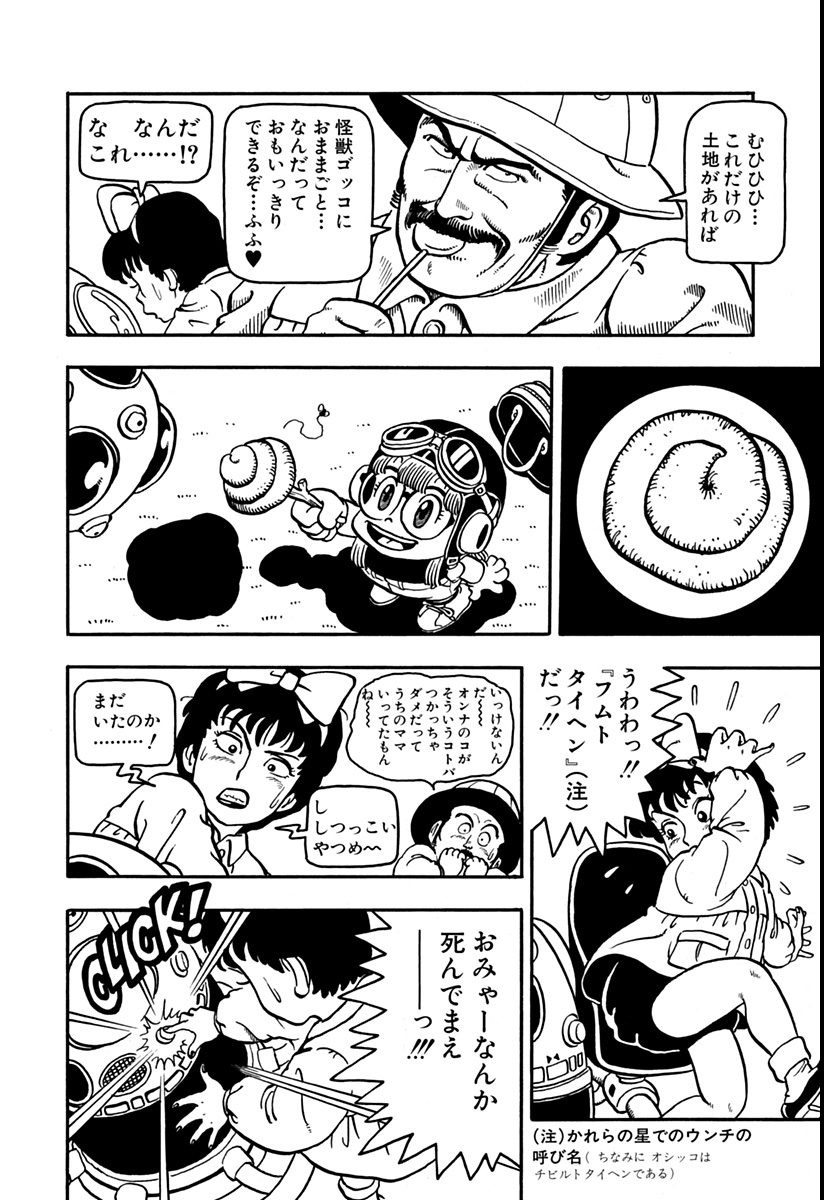 むひひひ…
これだけの
土地があれば
怪獣ゴッコに
おままごと…
なんだって
おもいっきり
できるぞ…ふふ♥
な　なんだ
これ……!?
うわわっ!!
『フムト
タイヘン』(注)
だっ!!
(注)かれらの星でのウンチの
呼び名(ちなみに オシッコは
チビルトタイヘンである)
いっけないんだ〜〜
オンナのコが
そういうコトバ
つかっちゃ
ダメだって
うちのママ
いってたもん
ね〜〜
まだ
いたのか
………!
し
しつっこい
やつめ〜
おみゃーなんか
死んでまえ
――っ!!!
CLICK!